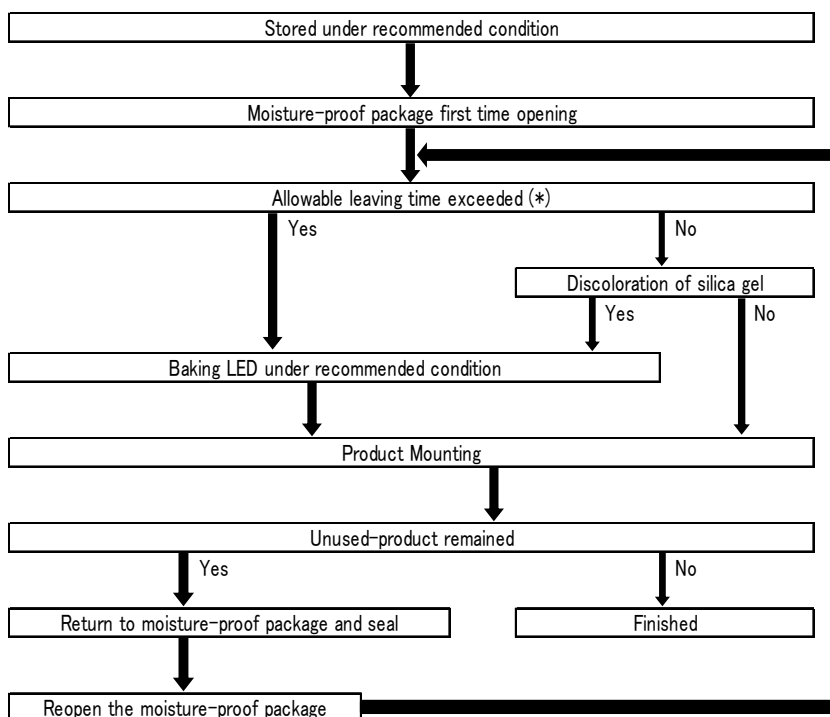 Stored under recommended condition
Moisture-proof package first time opening
Allowable leaving time exceeded (*)
Yes
No
Discoloration of silica gel
Yes
No
Baking LED under recommended condition
Product Mounting
Unused-product remained
Yes
No
Return to moisture-proof package and seal
Finished
Reopen the moisture-proof package